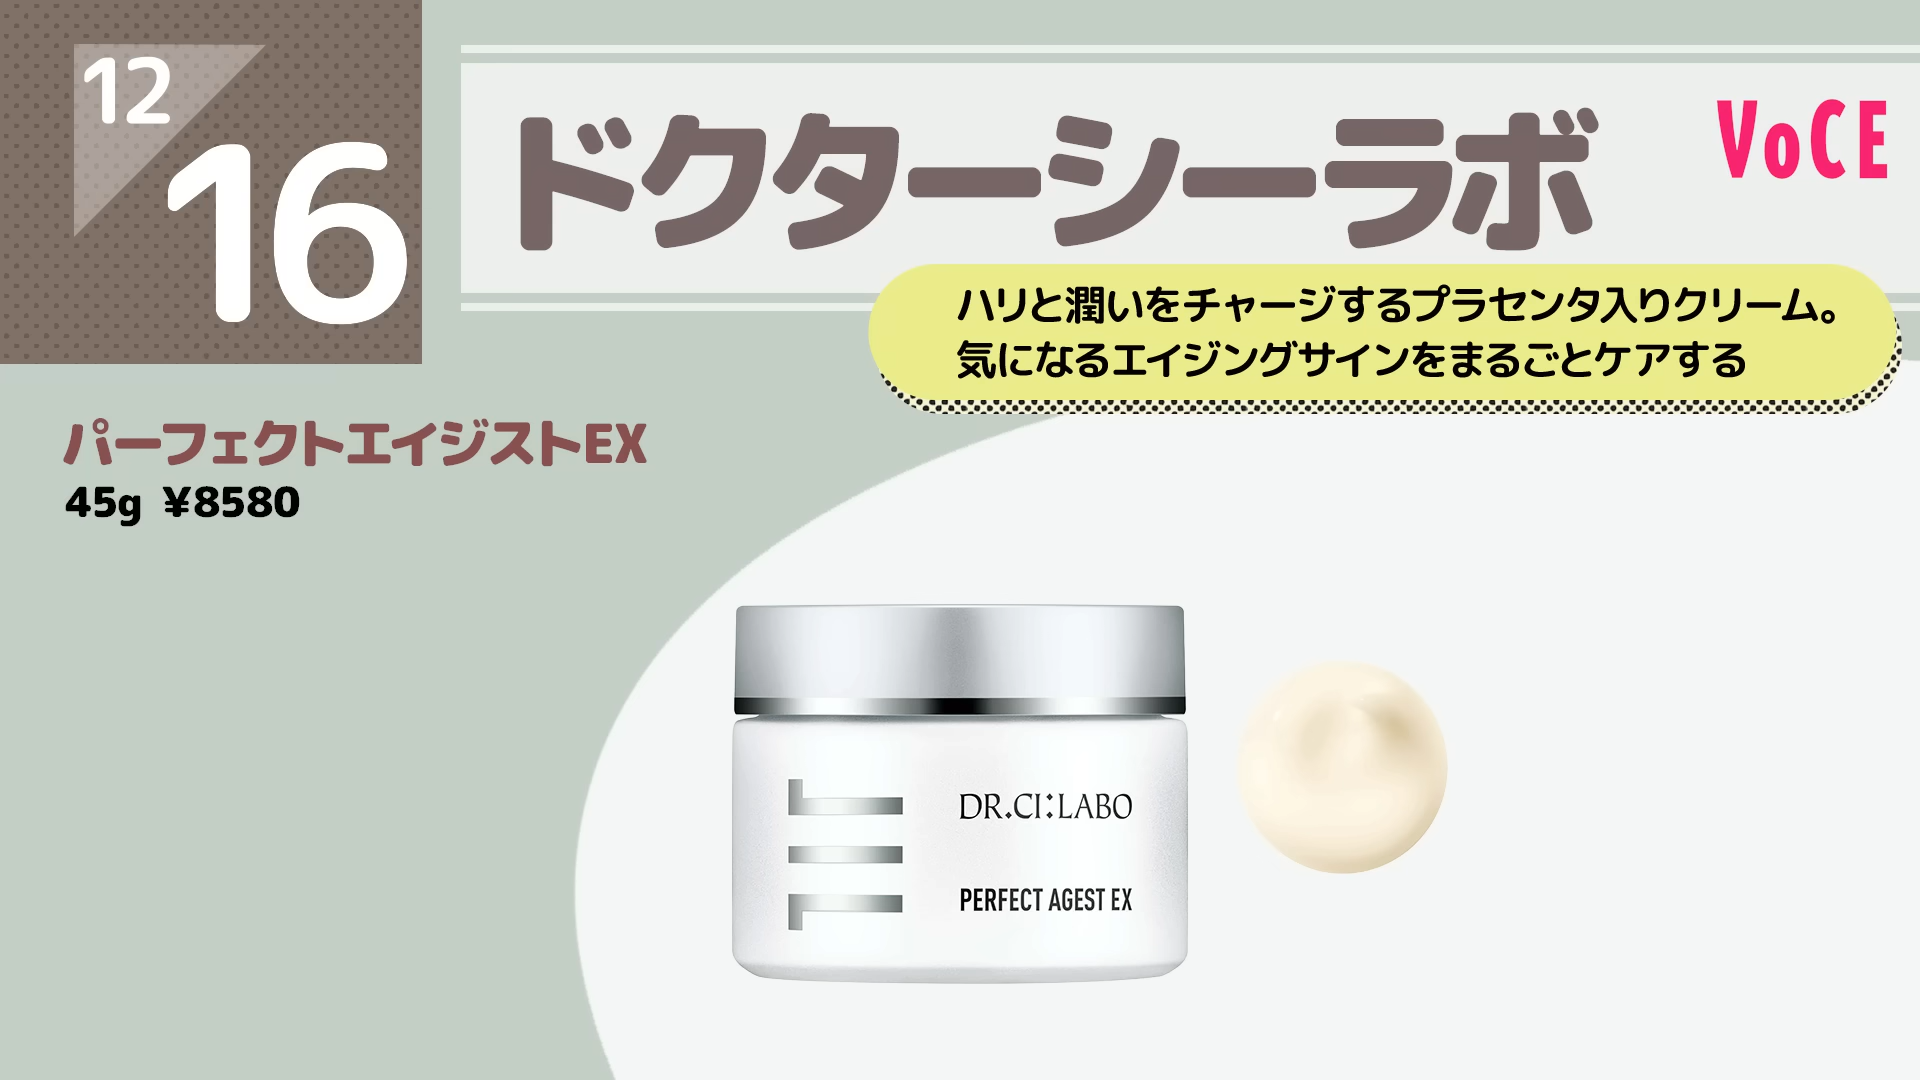 12
16
ドクターシーラボ
VoCE
ハリと潤いをチャージするプラセンタ入りクリーム。
気になるエイジングサインをまるごとケアする
パーフェクトエイジストEX
45g ¥8580
DR.CI:LABO
PERFECT AGEST EX